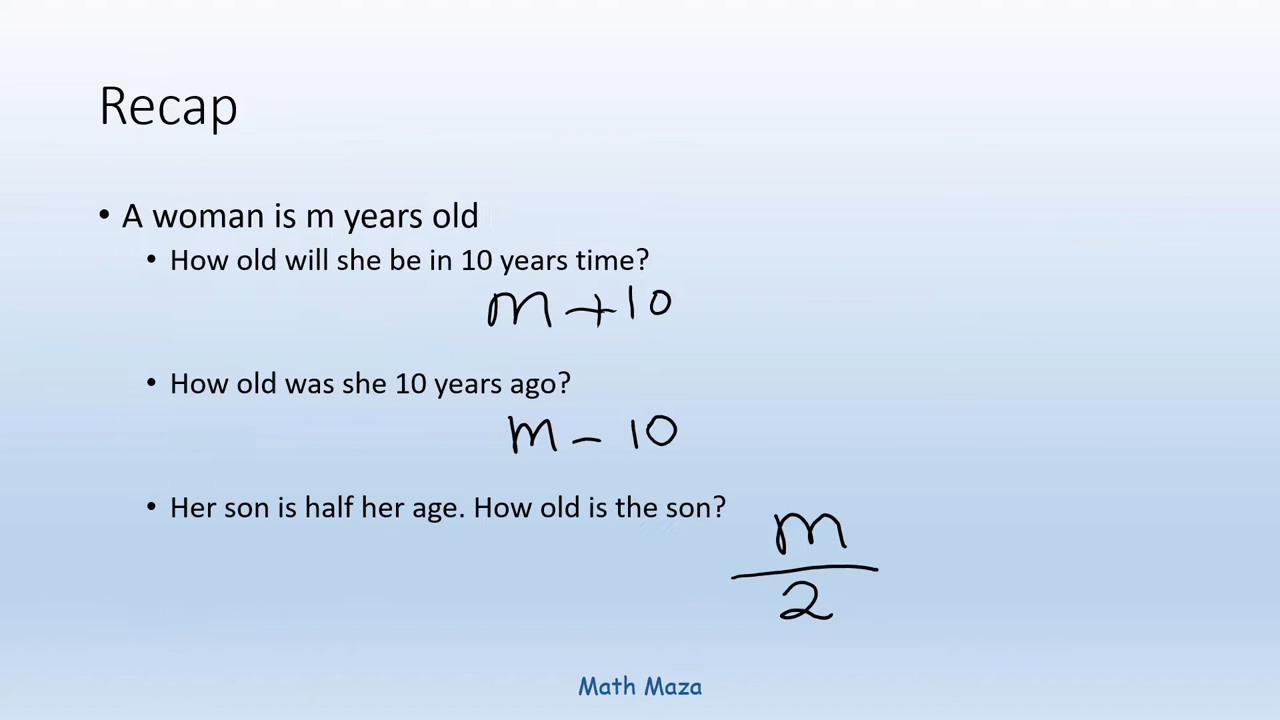 Recap
• A woman is m years old
• How old will she be in 10 years time?
m + 10
• How old was she 10 years ago?
m - 10
• Her son is half her age. How old is the son?
m
2
Math Maza